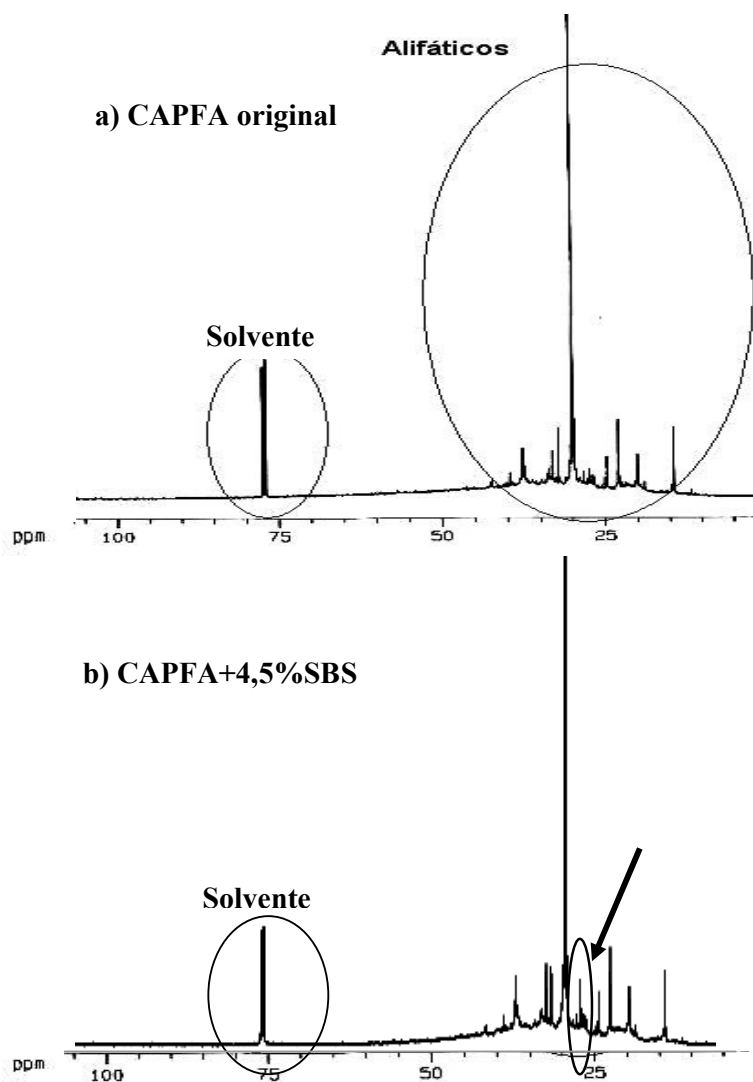 Alifáticos
a) CAPFA original
Solvente
ppm 100 75 50 25
b) CAPFA+4,5%SBS
Solvente
ppm 100 75 50 25